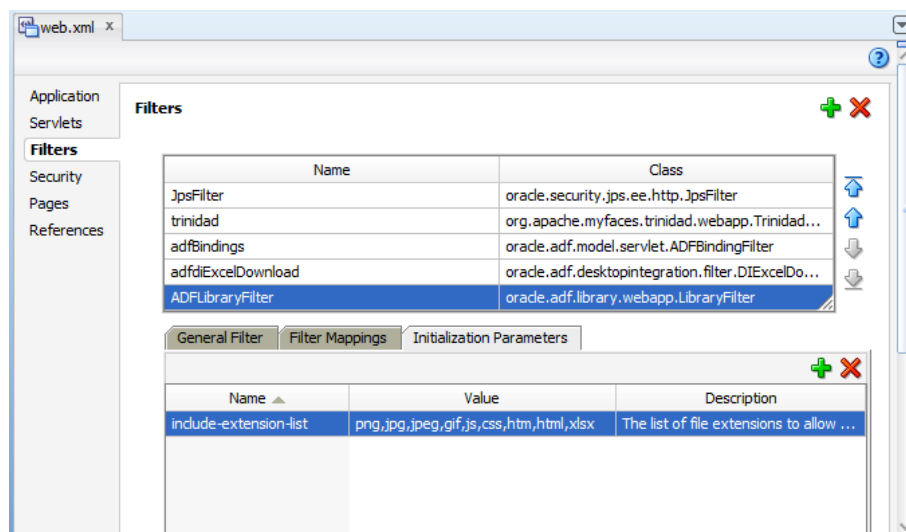 web.xml x
Application
Servlets
Filters
Security
Pages
References
Filters
Name Class
JpsFilter oracle.security.jps.ee.http.JpsFilter
trinidad org.apache.myfaces.trinidad.webapp.Trinidad...
adfBindings oracle.adf.model.servlet.ADFBindingFilter
adfdiExcelDownload oracle.adf.desktopintegration.filter.DIExcelDo...
ADFLibraryFilter oracle.adf.library.webapp.LibraryFilter
General Filter Filter Mappings Initialization Parameters
Name Value Description
include-extension-list png,jpg,jpeg,gif,js,css,htm,html,xlsx The list of file extensions to allow ...